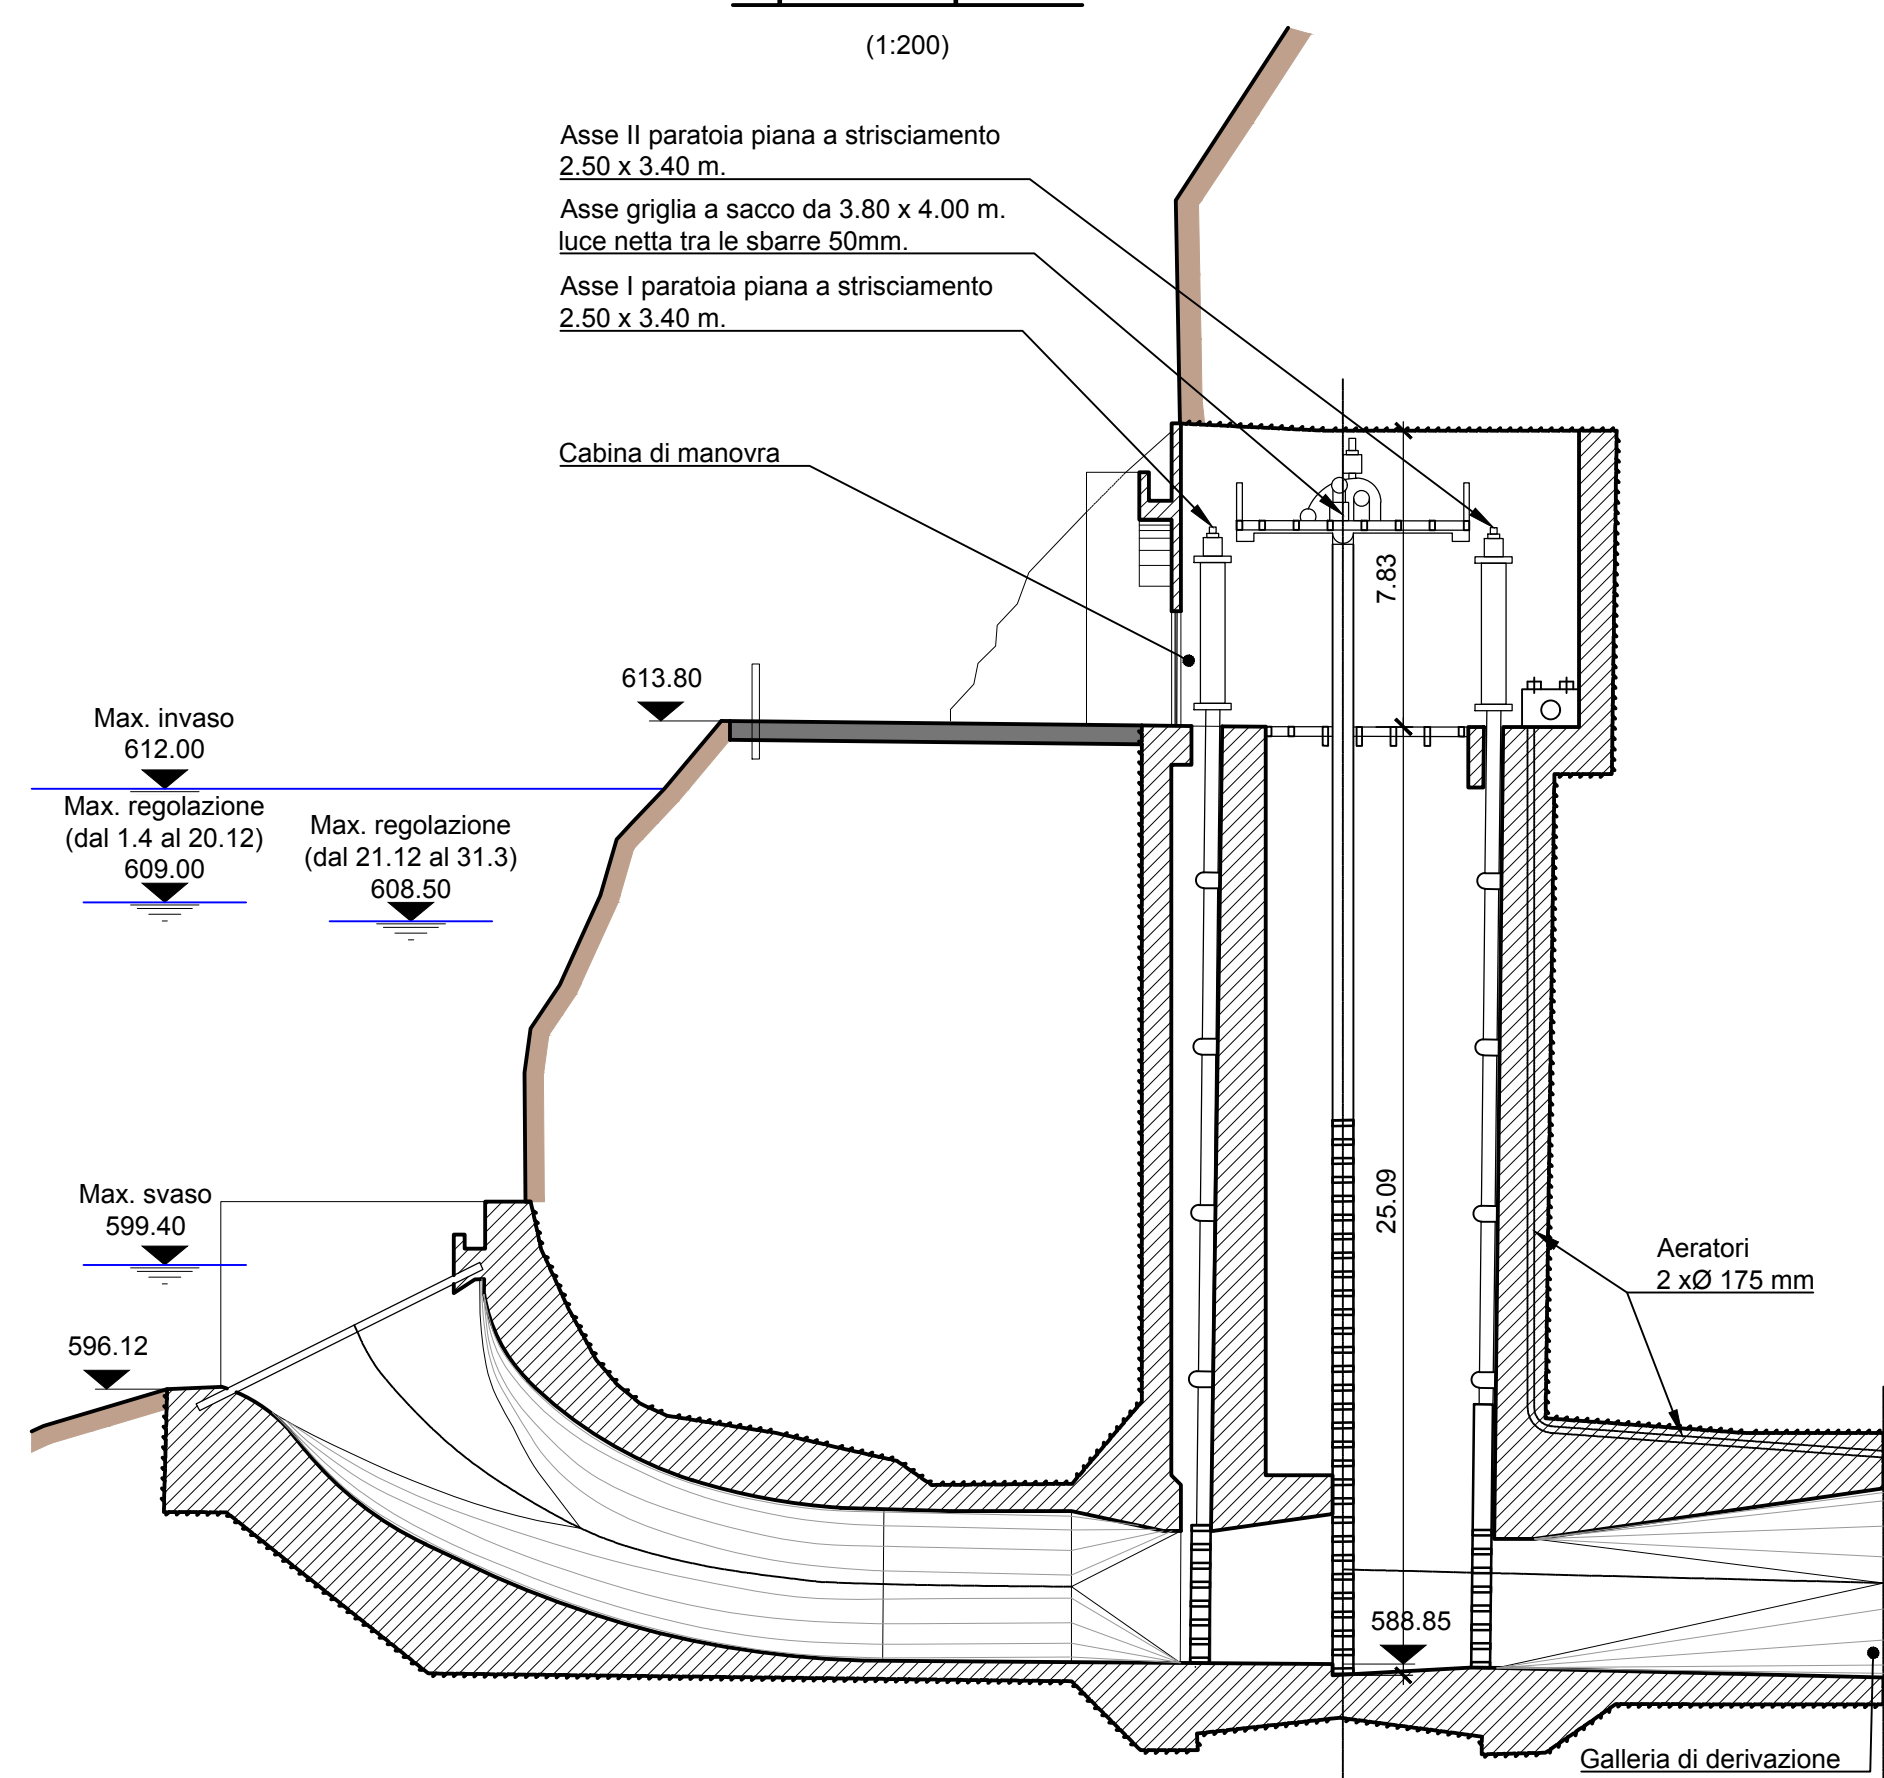 (1:200)
Asse II paratoia piana a strisciamento
2.50 x 3.40 m.
Asse griglia a sacco da 3.80 x 4.00 m.
luce netta tra le sbarre 50mm.
Asse I paratoia piana a strisciamento
2.50 x 3.40 m.
Cabina di manovra
7.83
613.80
Max. invaso
612.00
Max. regolazione
(dal 1.4 al 20.12)
609.00
Max. regolazione
(dal 21.12 al 31.3)
608.50
Max. svaso
599.40
25.09
Aeratori
2 xØ 175 mm
596.12
588.85
Galleria di derivazione